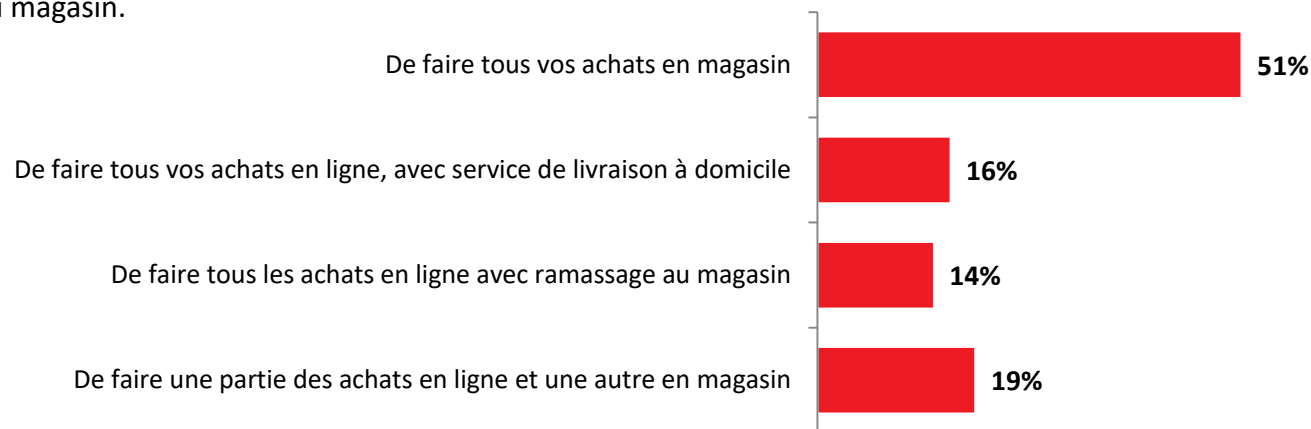 magasin.
De faire tous vos achats en magasin 51%
De faire tous vos achats en ligne, avec service de livraison à domicile 16%
De faire tous les achats en ligne avec ramassage au magasin 14%
De faire une partie des achats en ligne et une autre en magasin 19%